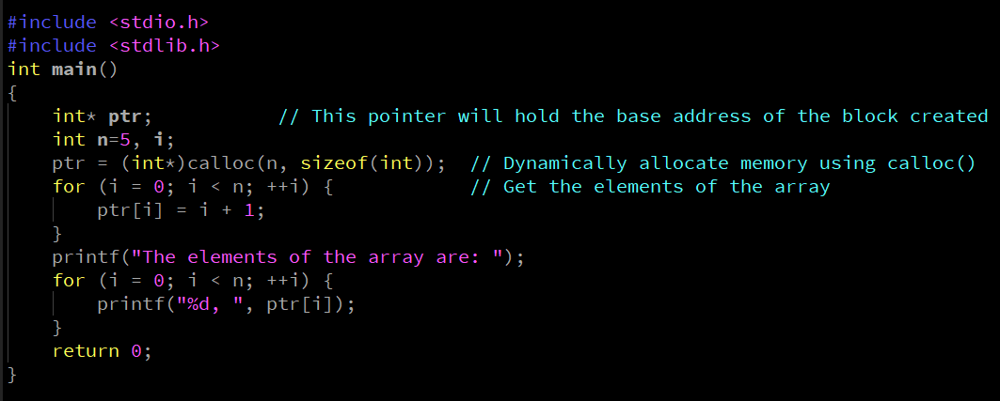 #include <stdio.h>
#include <stdlib.h>
int main()
{
    int* ptr;           // This pointer will hold the base address of the block created
    int n=5, i;
    ptr = (int*)calloc(n, sizeof(int));  // Dynamically allocate memory using calloc()
    for (i = 0; i < n; ++i) {            // Get the elements of the array
        ptr[i] = i + 1;
    }
    printf("The elements of the array are: ");
    for (i = 0; i < n; ++i) {
        printf("%d, ", ptr[i]);
    }
    return 0;
}